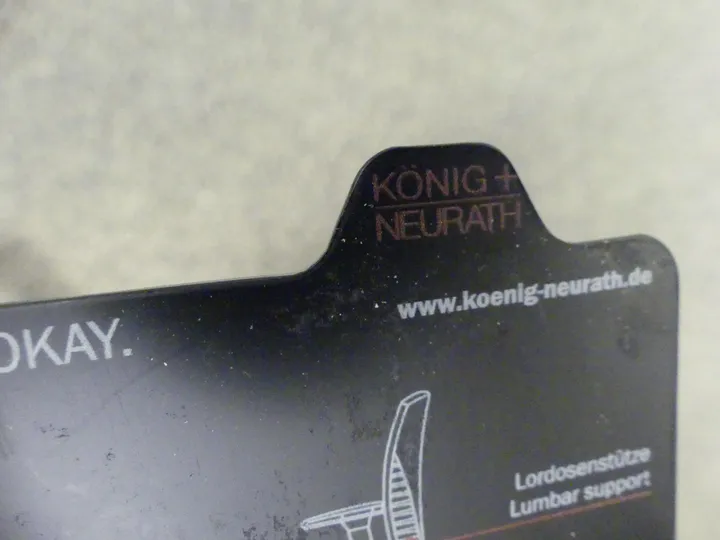 KÖNIG +
NEURATH
www.koenig-neurath.de
OKAY.
Lordosenstütze
Lumbar support